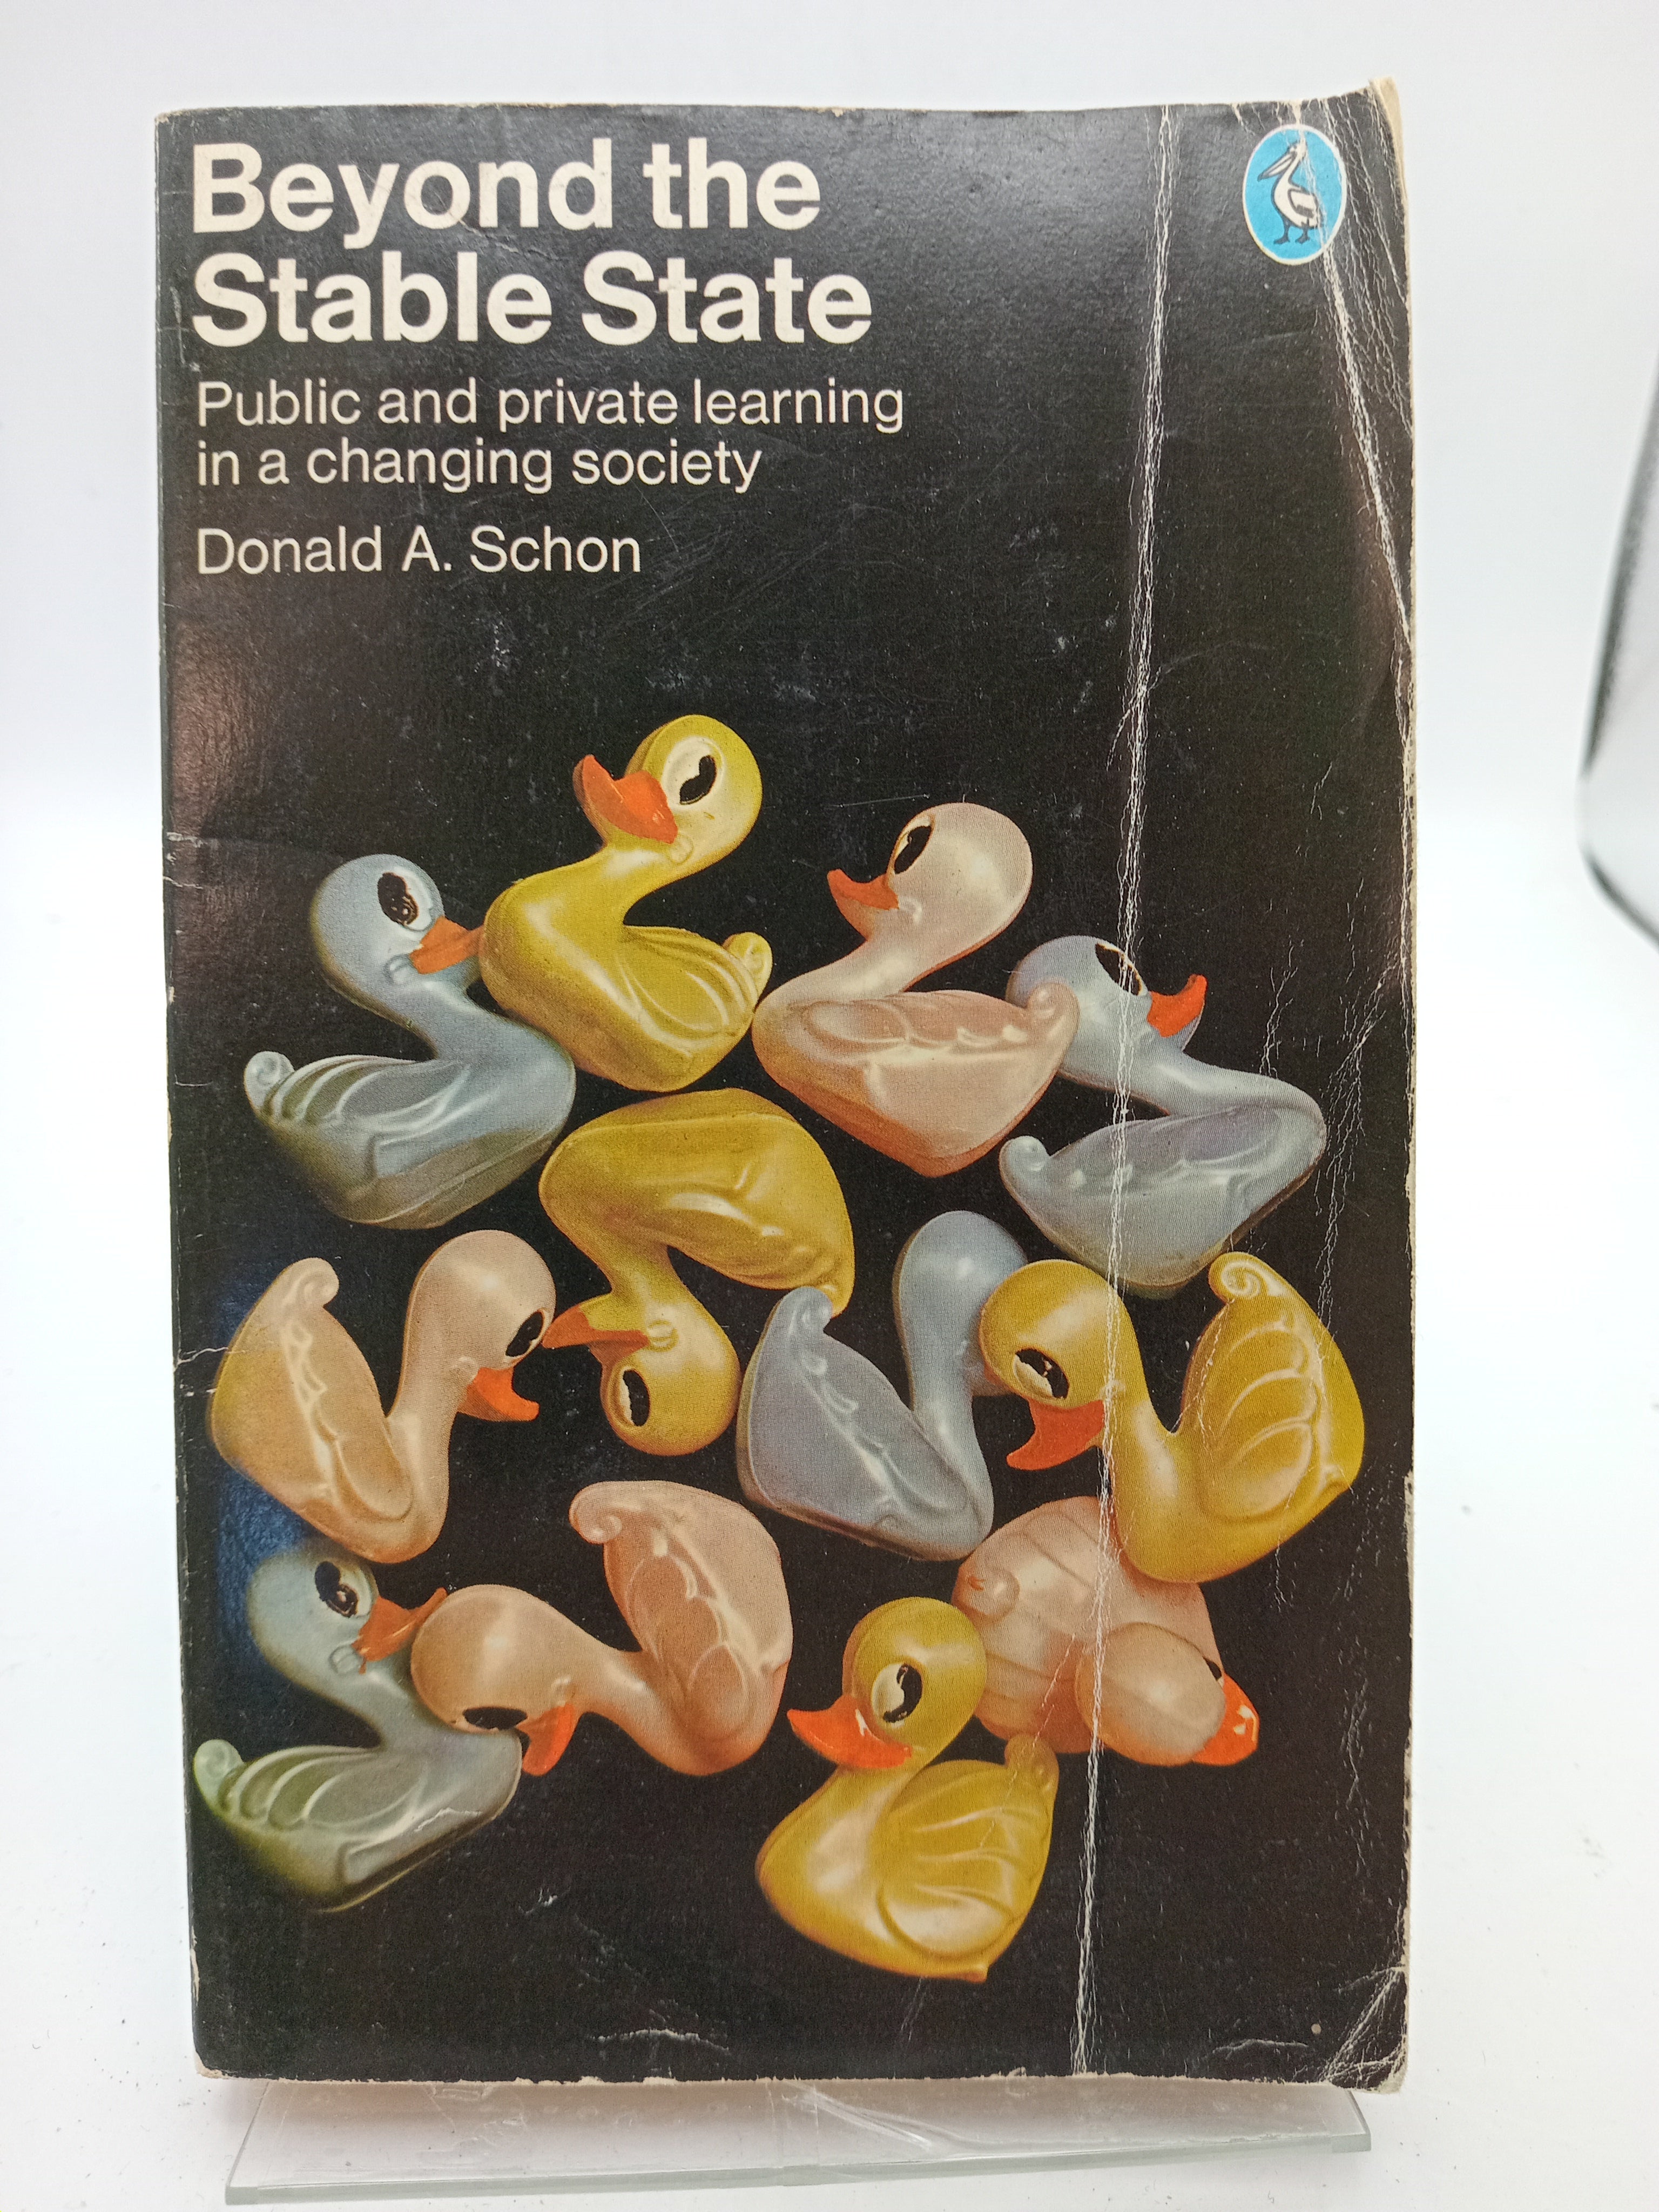 Beyond the
Stable State
Public and private learning
in a changing society
Donald A. Schon